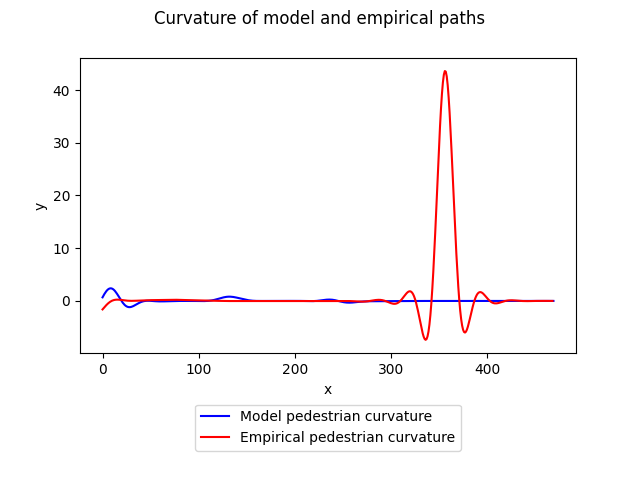 Curvature of model and empirical paths
40
30
20
10
0
y
0 100 200 300 400
x
Model pedestrian curvature
Empirical pedestrian curvature